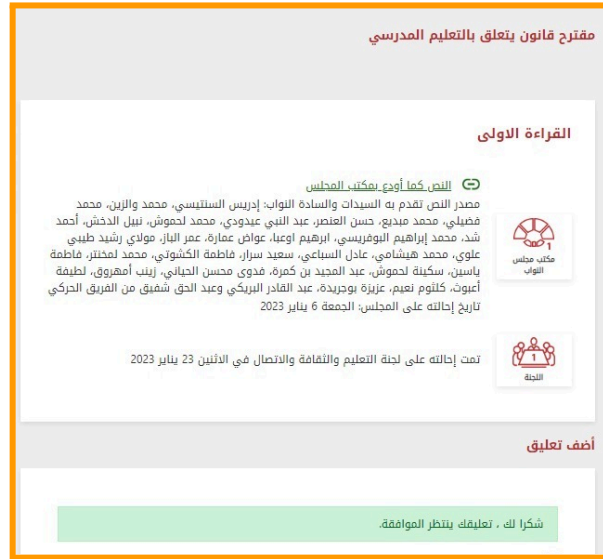 مقترح قانون يتعلق بالتعليم المدرسي
القراءة الاولى
النص كما أودع بمكتب المجلس
مصدر النص تقدم به السيدات والسادة النواب: إدريس السنتيسي، محمد والزين، محمد
فضيلي، محمد مبديع، حسن العنصر، عبد النبي عيدودي، محمد لحموش، نبيل الدخش، أحمد
شد، محمد إبراهيم البوفريسي، ابرهيم اوعبا، عواض عمارة، عمر الباز، مولاي رشيد طيبي
علوي، محمد هيشامي، عادل السباعي، سعيد سرار، فاطمة الكشوتي، محمد لمخنتر، فاطمة
ياسين، سكينة لحموش، عبد المجيد بن كمرة، فدوى محسن الحياني، زينب أمهروق، لطيفة
أعبوث، كلثوم نعيم، عزيزة بوجريدة، عبد القادر البريكي وعبد الحق شفيق من الفريق الحركي
تاريخ إحالته على المجلس: الجمعة 6 يناير 2023
1
مكتب مجلس
النواب
تمت إحالته على لجنة التعليم والثقافة والاتصال في الاثنين 23 يناير 2023
1
اللجنة
أضف تعليق
شكرا لك ، تعليقك ينتظر الموافقة.